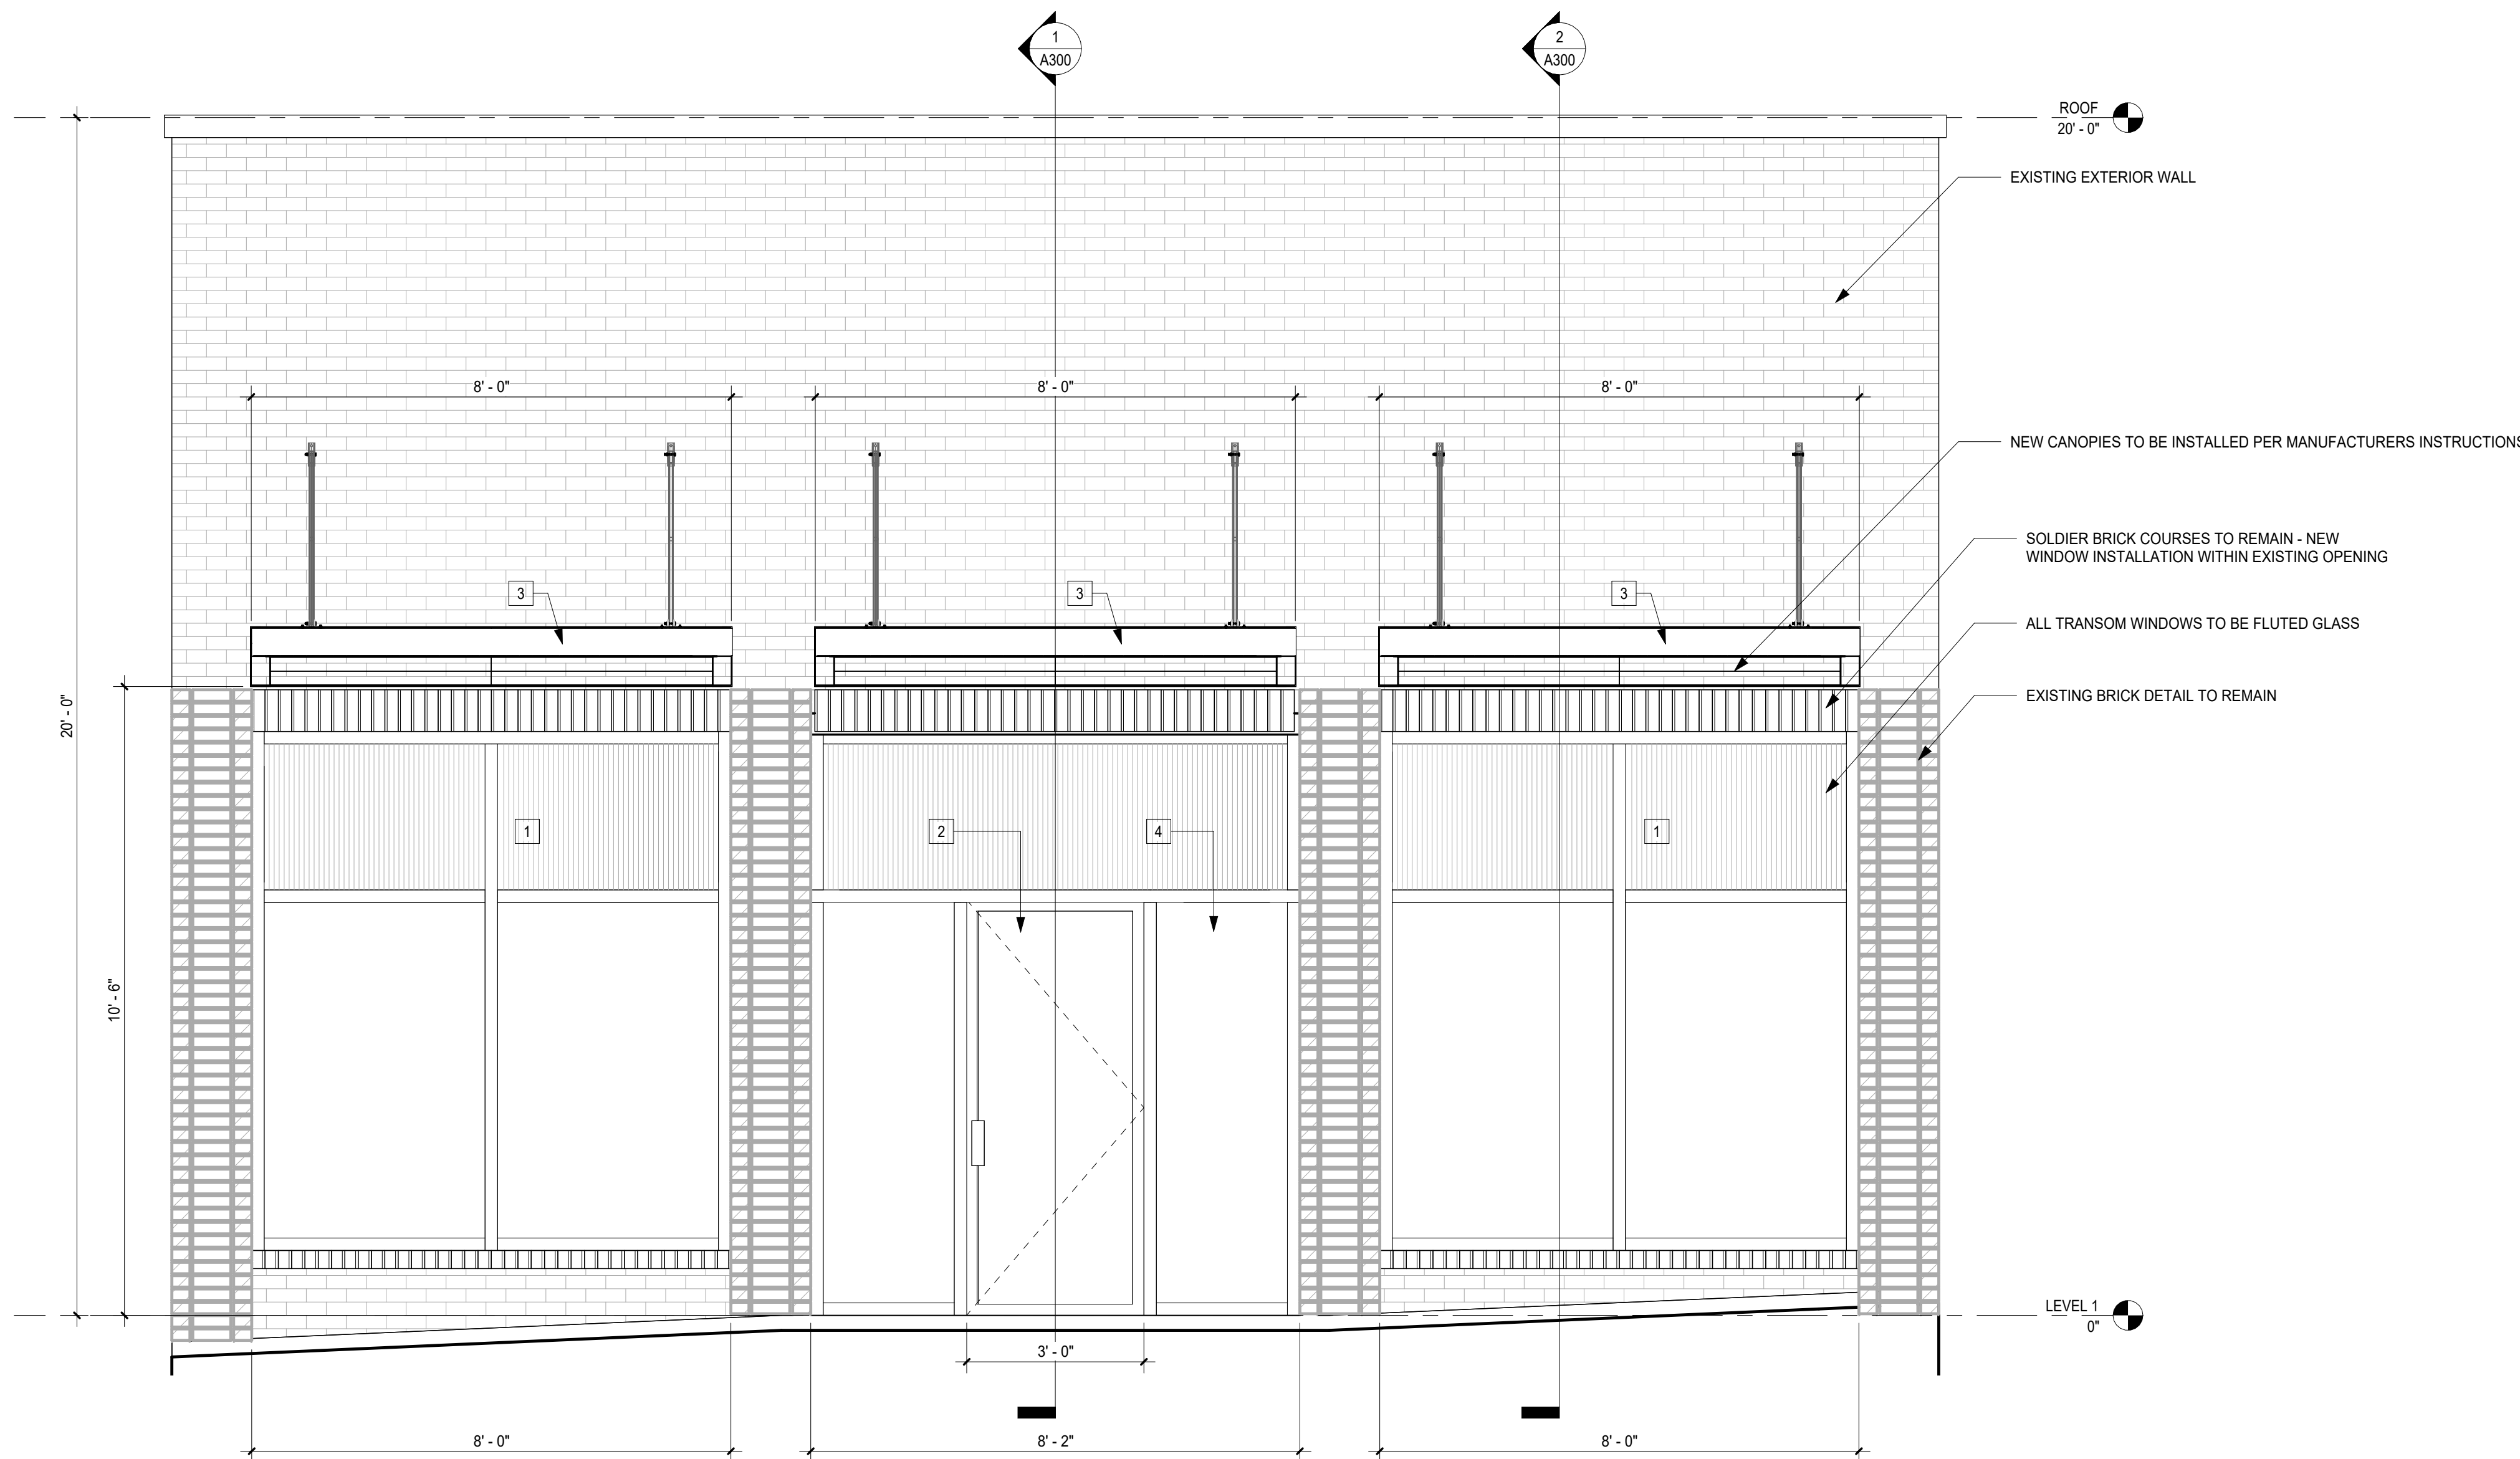 1
A300
2
A300
ROOF
20' - 0"
EXISTING EXTERIOR WALL
8' - 0"
8' - 0"
8' - 0"
NEW CANOPIES TO BE INSTALLED PER MANUFACTURERS INSTRUCTIONS
SOLDIER BRICK COURSES TO REMAIN - NEW
WINDOW INSTALLATION WITHIN EXISTING OPENING
3
3
3
ALL TRANSOM WINDOWS TO BE FLUTED GLASS
EXISTING BRICK DETAIL TO REMAIN
20' - 0"
10' - 6"
1
2
4
1
LEVEL 1
0"
3' - 0"
8' - 0"
8' - 2"
8' - 0"